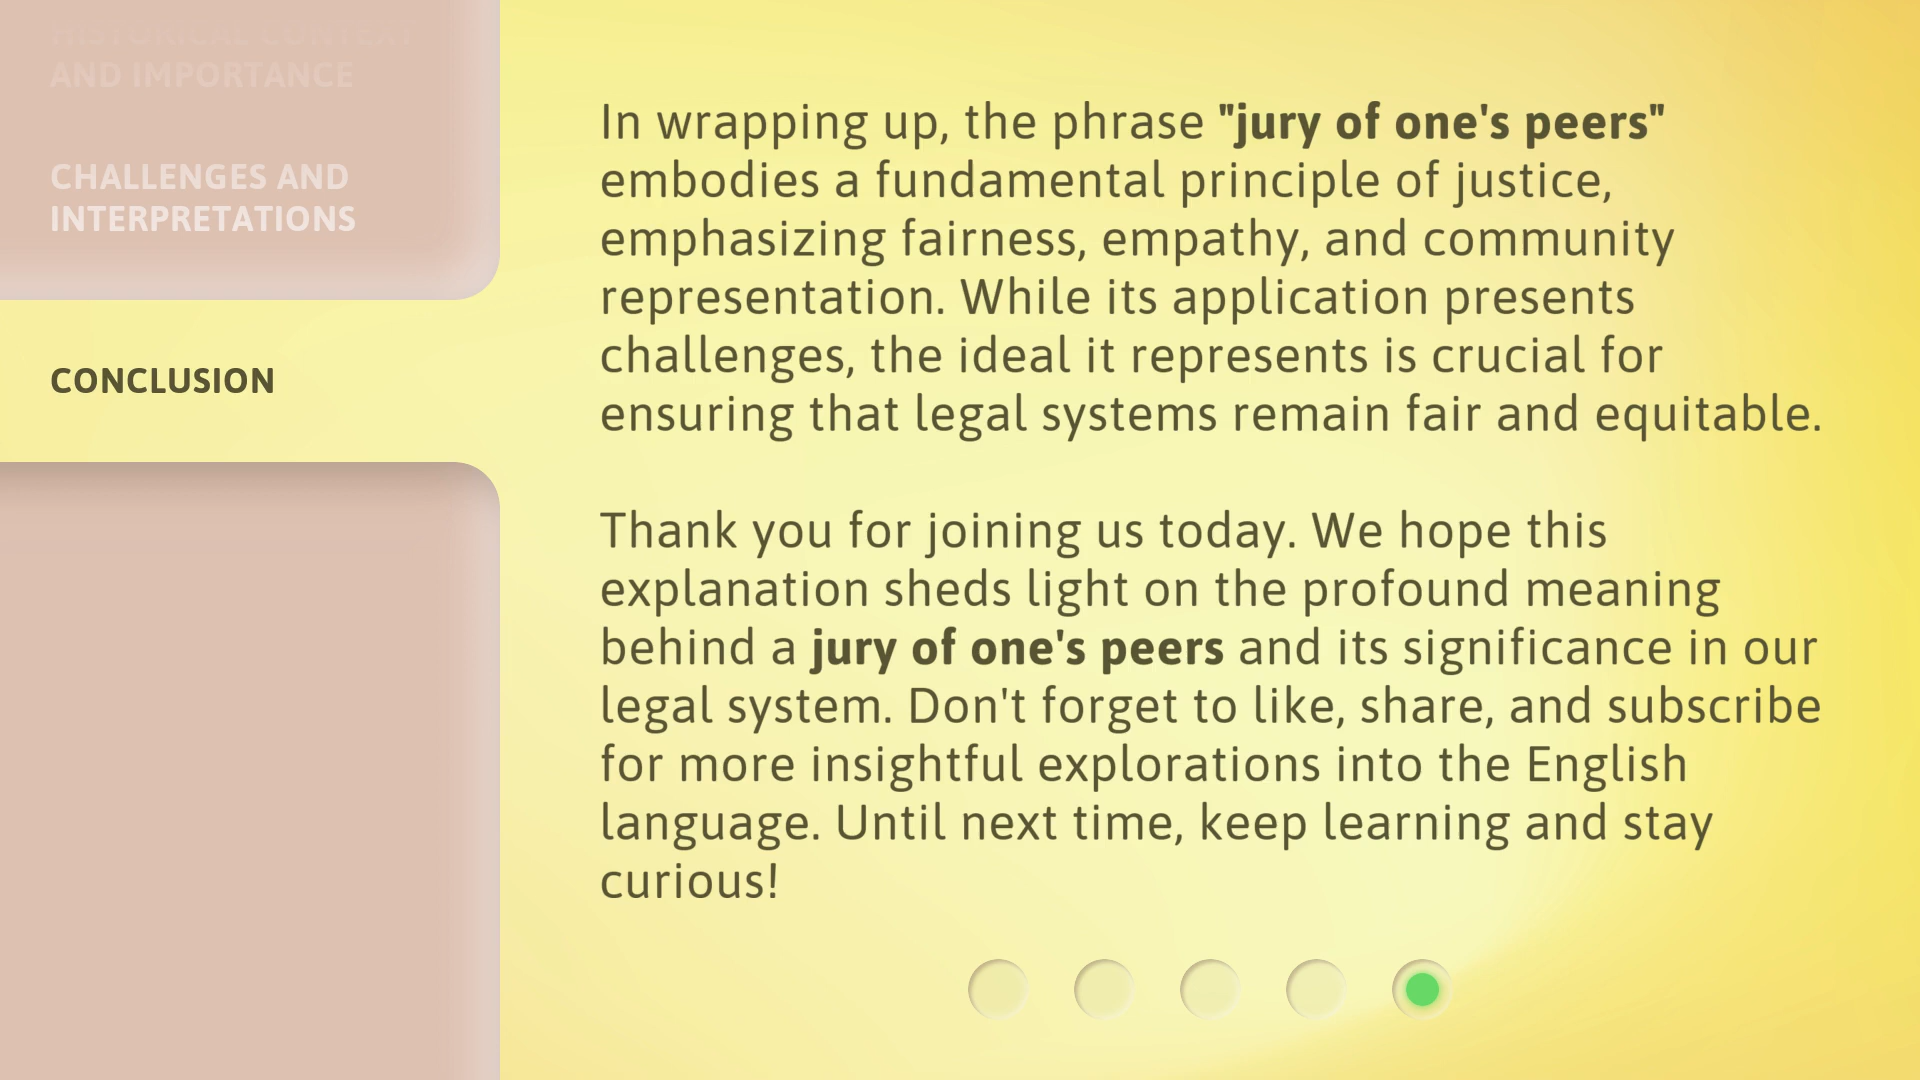 HISTORICAL CONTEXT
AND IMPORTANCE
CHALLENGES AND
INTERPRETATIONS
CONCLUSION
In wrapping up, the phrase "jury of one's peers"
embodies a fundamental principle of justice,
emphasizing fairness, empathy, and community
representation. While its application presents
challenges, the ideal it represents is crucial for
ensuring that legal systems remain fair and equitable.
Thank you for joining us today. We hope this
explanation sheds light on the profound meaning
behind a jury of one's peers and its significance in our
legal system. Don't forget to like, share, and subscribe
for more insightful explorations into the English
language. Until next time, keep learning and stay
curious!